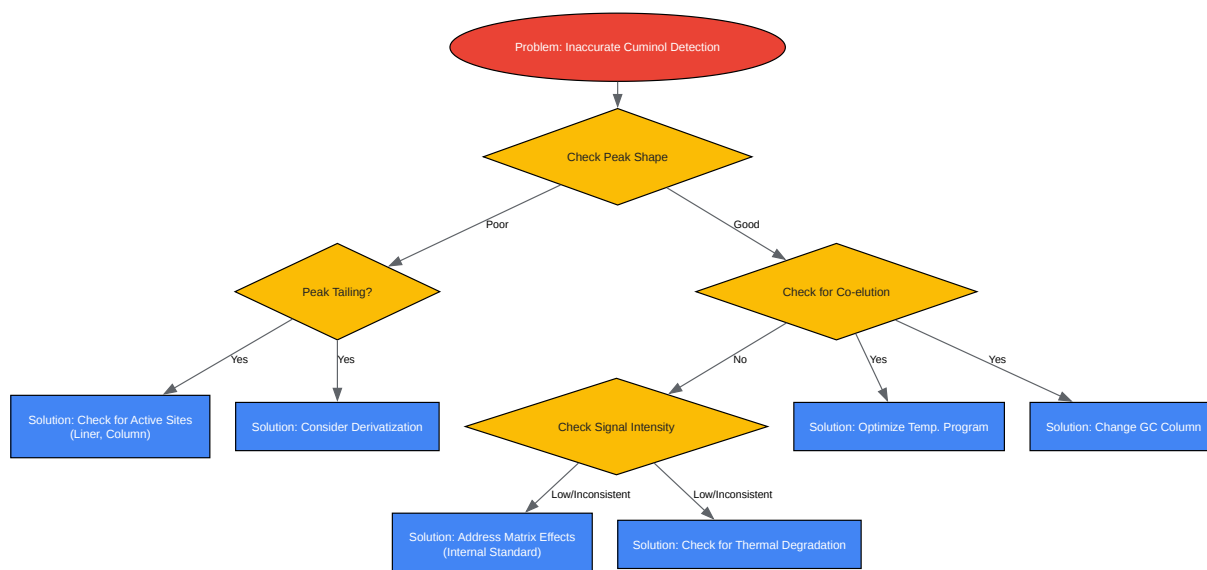 Problem: Inaccurate Cuminol Detection
Check Peak Shape
Poor
Good
Peak Tailing?
Check for Co-elution
Yes
Yes
No
Yes
Yes
Solution: Check for Active Sites
(Liner, Column)
Solution: Consider Derivatization
Check Signal Intensity
Solution: Optimize Temp. Program
Solution: Change GC Column
Low/Inconsistent
Low/Inconsistent
Solution: Address Matrix Effects
(Internal Standard)
Solution: Check for Thermal Degradation